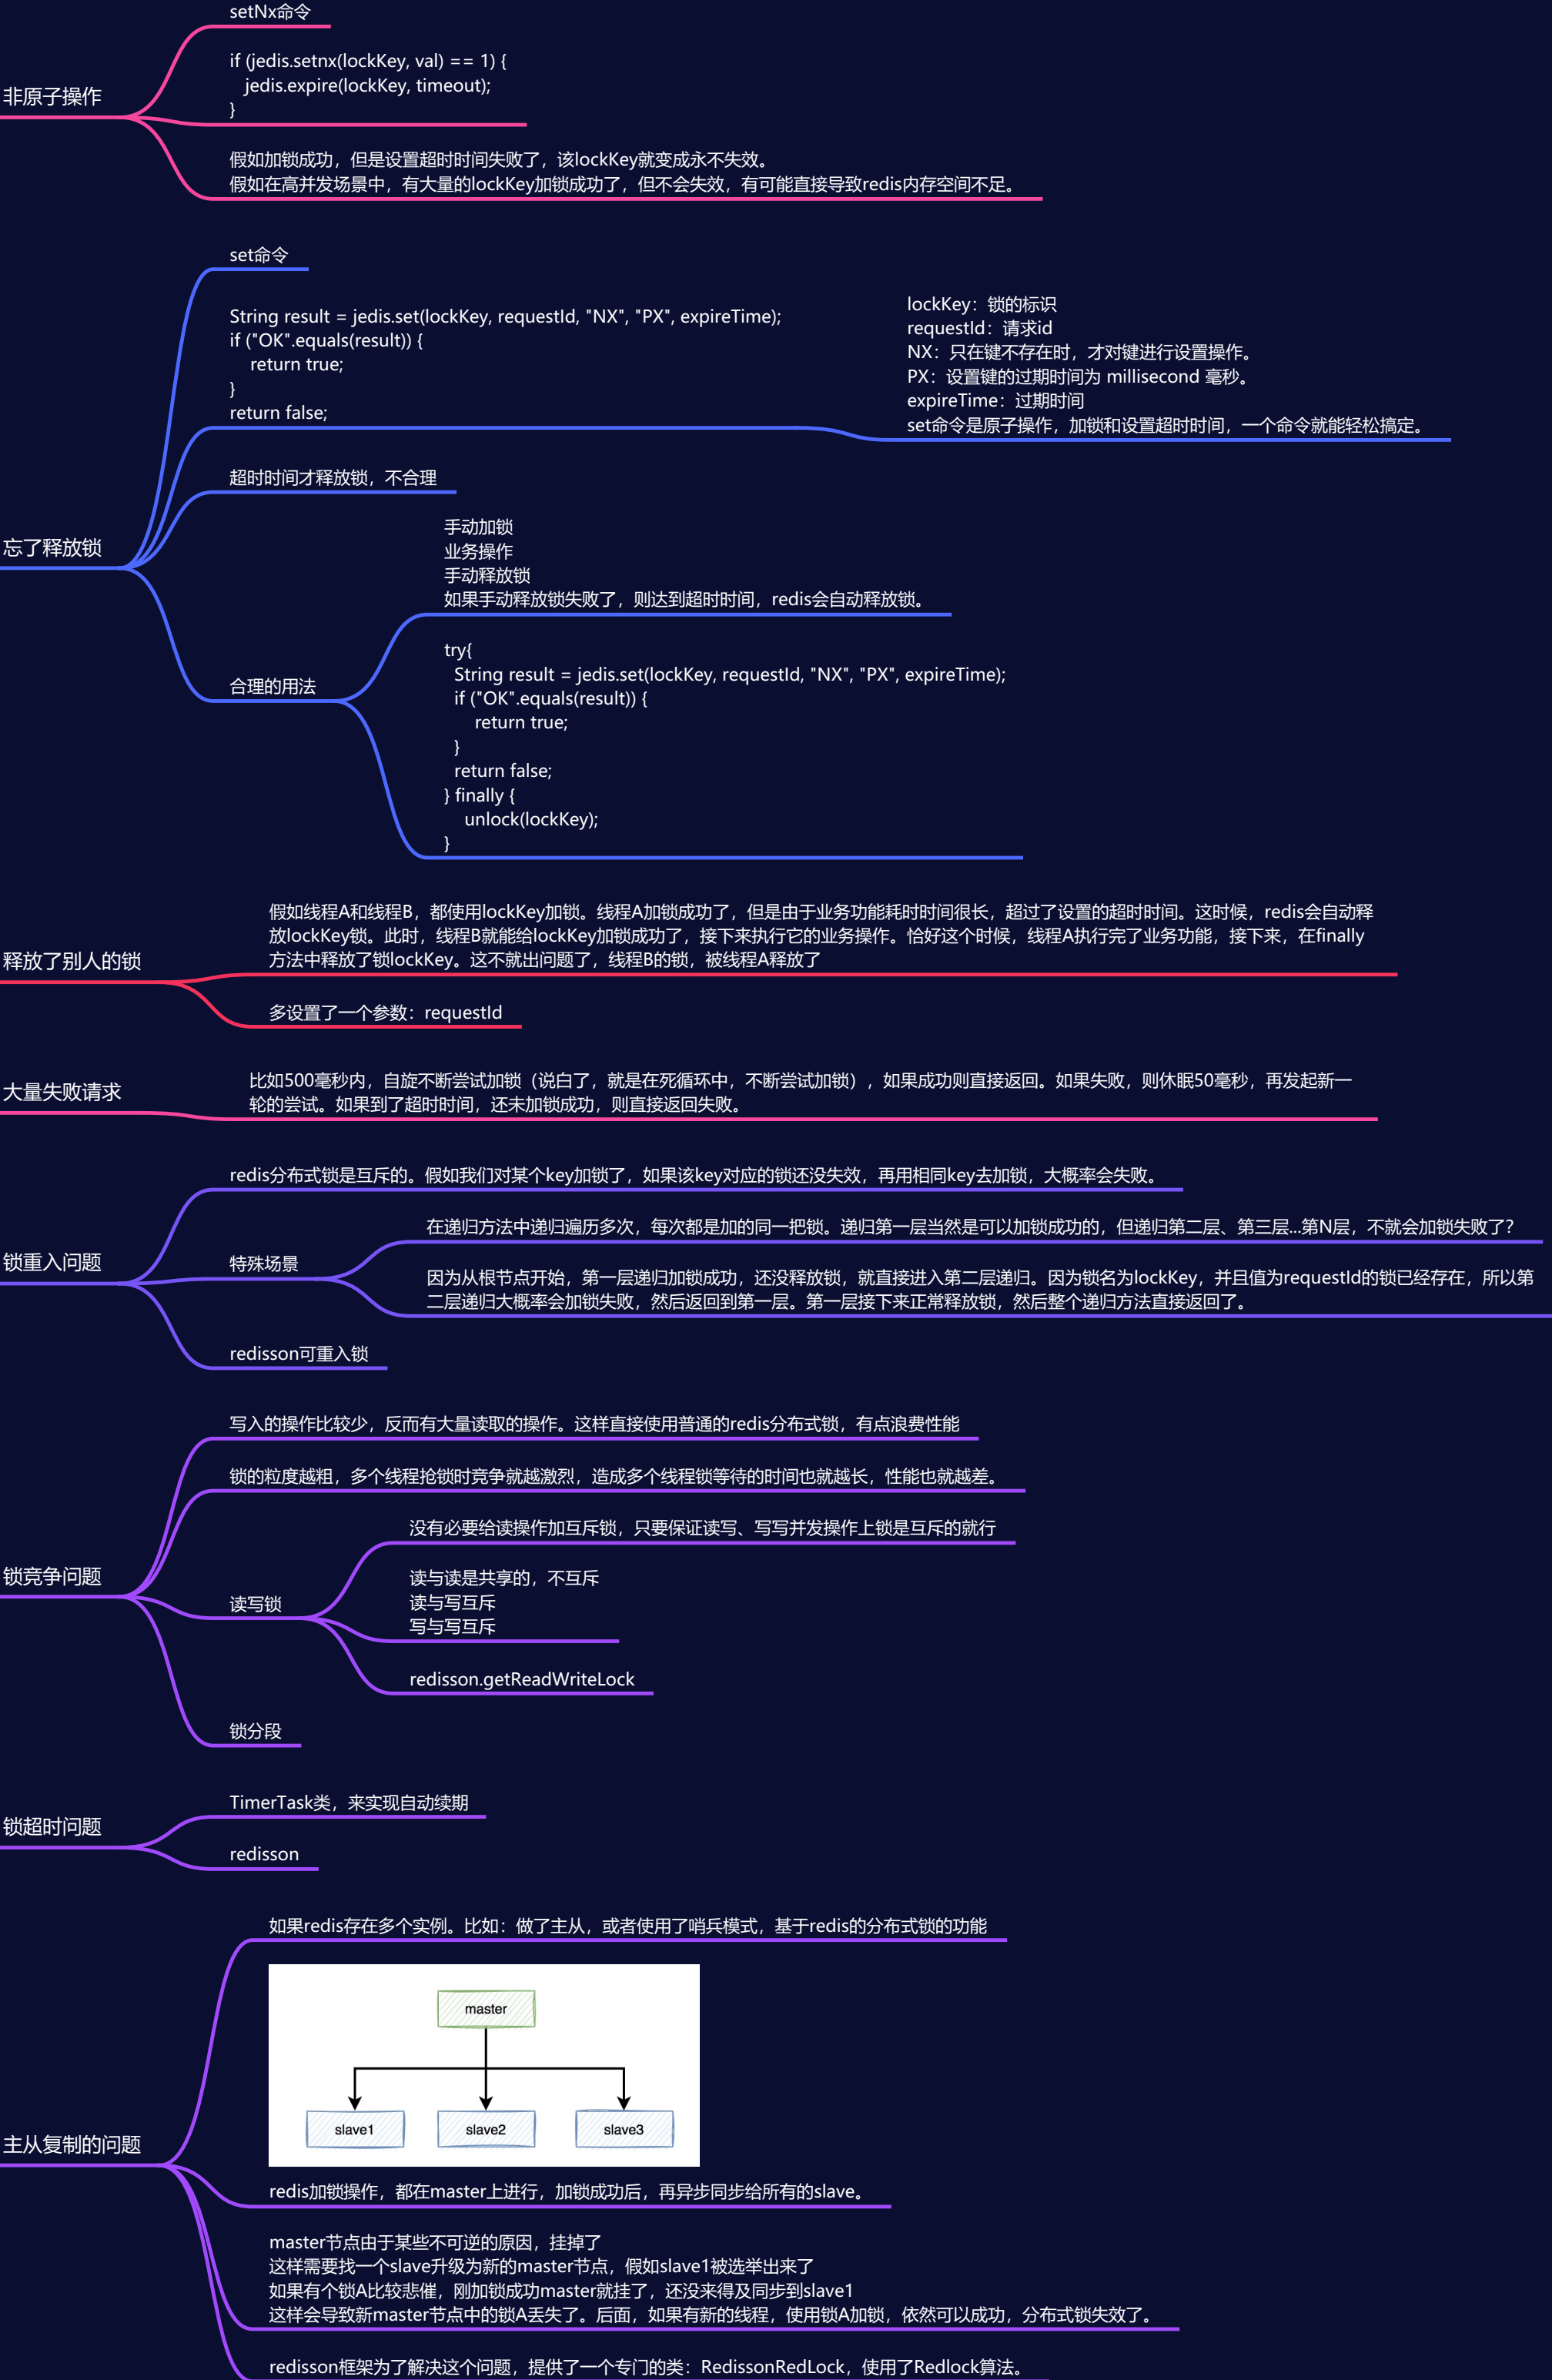 非原子操作
setNx命令
if (jedis.setnx(lockKey, val) == 1) {
jedis.expire(lockKey, timeout);
}
假如加锁成功，但是设置超时时间失败了，该lockKey就变成永不失效。
假如在高并发场景中，有大量的lockKey加锁成功了，但不会失效，有可能直接导致redis内存空间不足。
忘了释放锁
set命令
String result = jedis.set(lockKey, requestId, "NX", "PX", expireTime);
if ("OK".equals(result)) {
return true;
}
return false;
lockKey：锁的标识
requestId：请求id
NX：只在键不存在时，才对键进行设置操作。
PX：设置键的过期时间为 millisecond 毫秒。
expireTime：过期时间
set命令是原子操作，加锁和设置超时时间，一个命令就能轻松搞定。
超时时间才释放锁，不合理
合理的用法
手动加锁
业务操作
手动释放锁
如果手动释放锁失败了，则达到超时时间，redis会自动释放锁。
try{
String result = jedis.set(lockKey, requestId, "NX", "PX", expireTime);
if ("OK".equals(result)) {
return true;
}
return false;
} finally {
unlock(lockKey);
}
释放了别人的锁
假如线程A和线程B，都使用lockKey加锁。线程A加锁成功了，但是由于业务功能耗时时间很长，超过了设置的超时时间。这时候，redis会自动释
放lockKey锁。此时，线程B就能给lockKey加锁成功了，接下来执行它的业务操作。恰好这个时候，线程A执行完了业务功能，接下来，在finally
方法中释放了锁lockKey。这不就出问题了，线程B的锁，被线程A释放了
多设置了一个参数：requestId
大量失败请求
比如500毫秒内，自旋不断尝试加锁（说白了，就是在死循环中，不断尝试加锁），如果成功则直接返回。如果失败，则休眠50毫秒，再发起新一
轮的尝试。如果到了超时时间，还未加锁成功，则直接返回失败。
锁重入问题
redis分布式锁是互斥的。假如我们对某个key加锁了，如果该key对应的锁还没失效，再用相同key去加锁，大概率会失败。
特殊场景
在递归方法中递归遍历多次，每次都是加的同一把锁。递归第一层当然是可以加锁成功的，但递归第二层、第三层...第N层，不就会加锁失败了？
因为从根节点开始，第一层递归加锁成功，还没释放锁，就直接进入第二层递归。因为锁名为lockKey，并且值为requestId的锁已经存在，所以第
二层递归大概率会加锁失败，然后返回到第一层。第一层接下来正常释放锁，然后整个递归方法直接返回了。
redisson可重入锁
锁竞争问题
写入的操作比较少，反而有大量读取的操作。这样直接使用普通的redis分布式锁，有点浪费性能
锁的粒度越粗，多个线程抢锁时竞争就越激烈，造成多个线程锁等待的时间也就越长，性能也就越差。
读写锁
没有必要给读操作加互斥锁，只要保证读写、写写并发操作上锁是互斥的就行
读与读是共享的，不互斥
读与写互斥
写与写互斥
redisson.getReadWriteLock
锁分段
锁超时问题
TimerTask类，来实现自动续期
redisson
主从复制的问题
如果redis存在多个实例。比如：做了主从，或者使用了哨兵模式，基于redis的分布式锁的功能
master
slave1
slave2
slave3
redis加锁操作，都在master上进行，加锁成功后，再异步同步给所有的slave。
master节点由于某些不可逆的原因，挂掉了
这样需要找一个slave升级为新的master节点，假如slave1被选举出来了
如果有个锁A比较悲催，刚加锁成功master就挂了，还没来得及同步到slave1
这样会导致新master节点中的锁A丢失了。后面，如果有新的线程，使用锁A加锁，依然可以成功，分布式锁失效了。
redisson框架为了解决这个问题，提供了一个专门的类：RedissonRedLock，使用了Redlock算法。